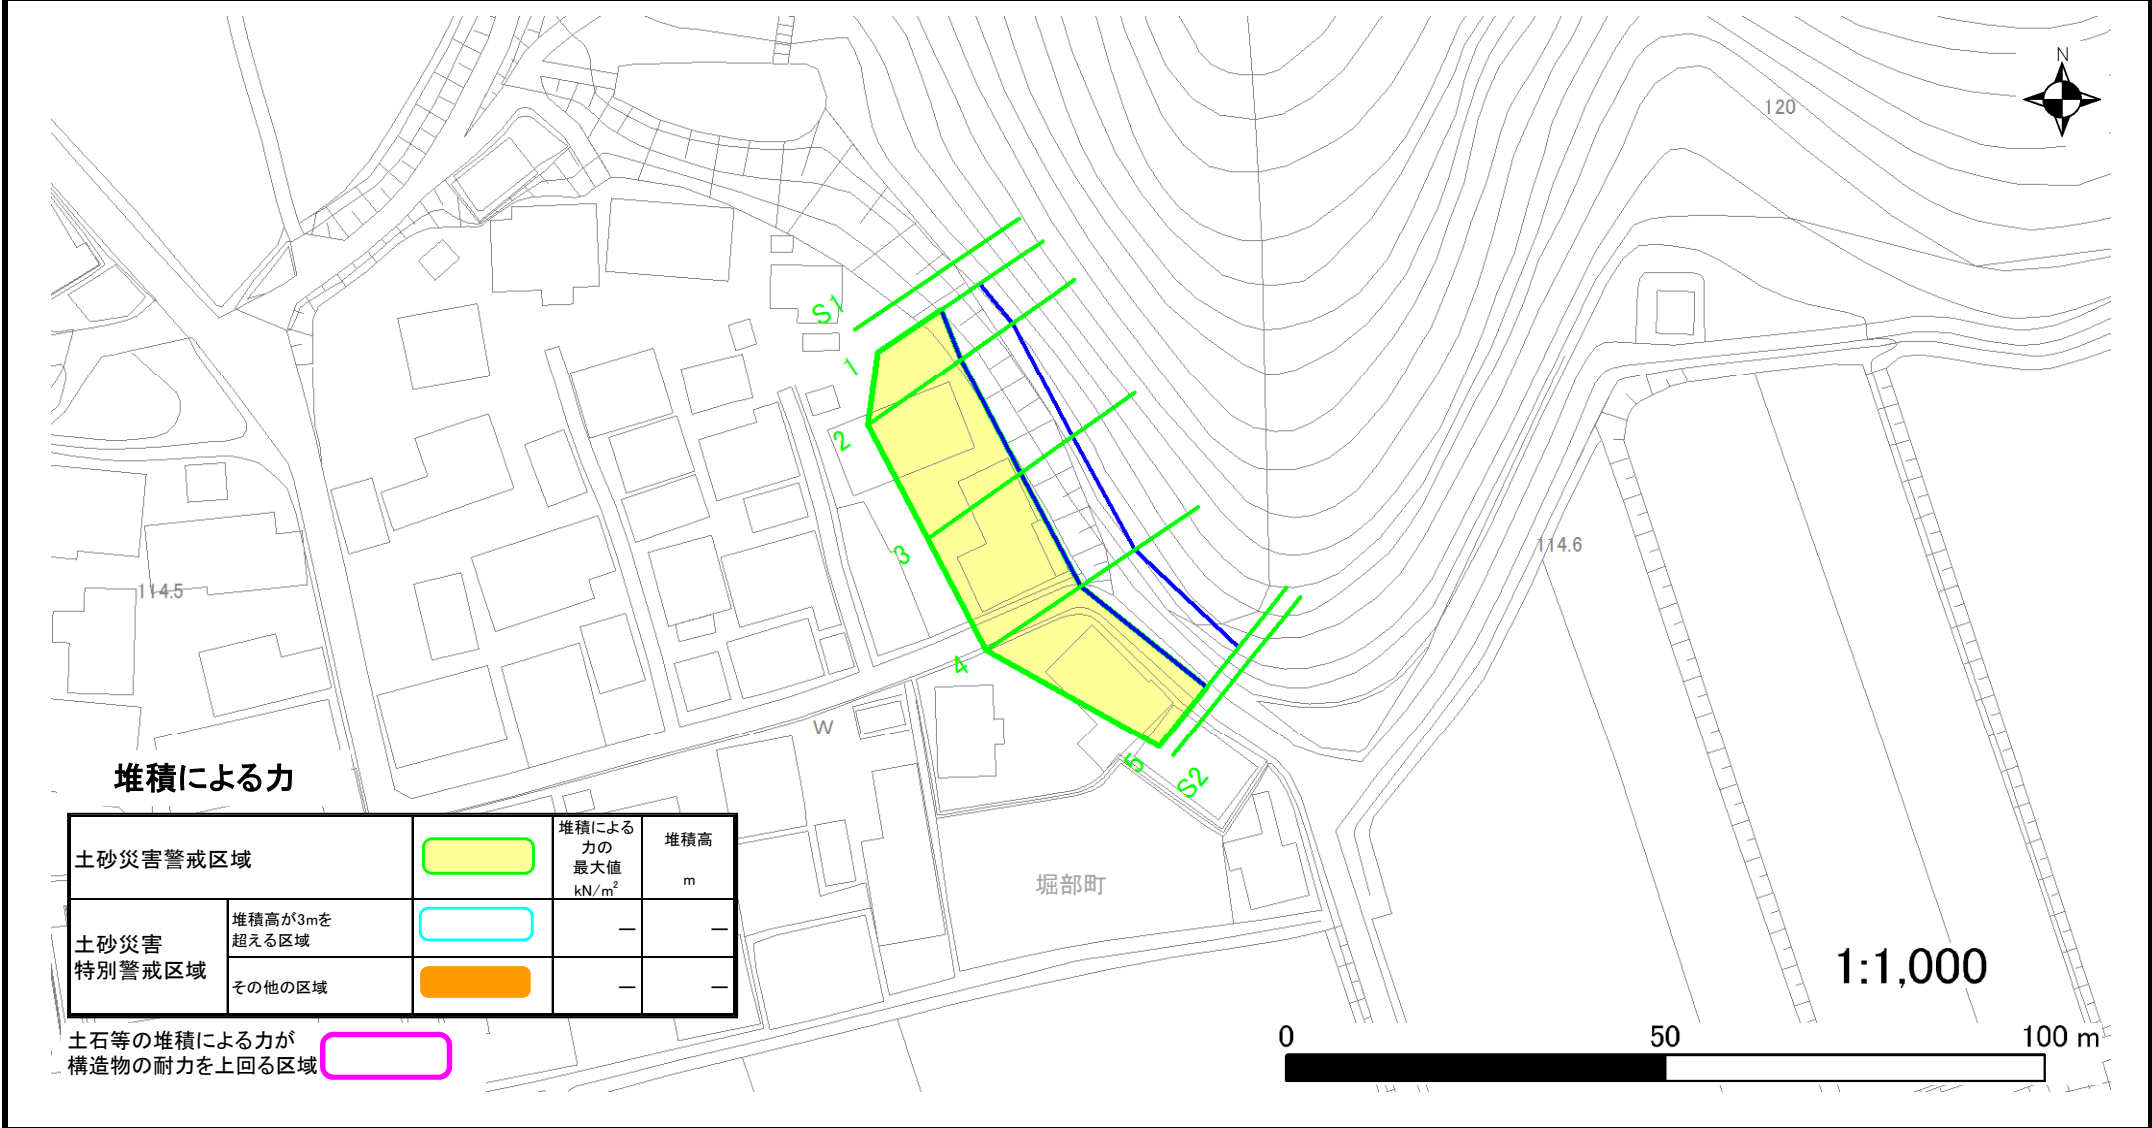 N
120
S1
1
2
3
114.6
114.5
4
W
5
S2
堆積による力
堆積による
力の
最大値
kN/m²
堆積高
m
土砂災害警戒区域
土砂災害
特別警戒区域
堆積高が3mを
超える区域
－
－
その他の区域
－
－
堀部町
1:1,000
土石等の堆積による力が
構造物の耐力を上回る区域
0
50
100 m